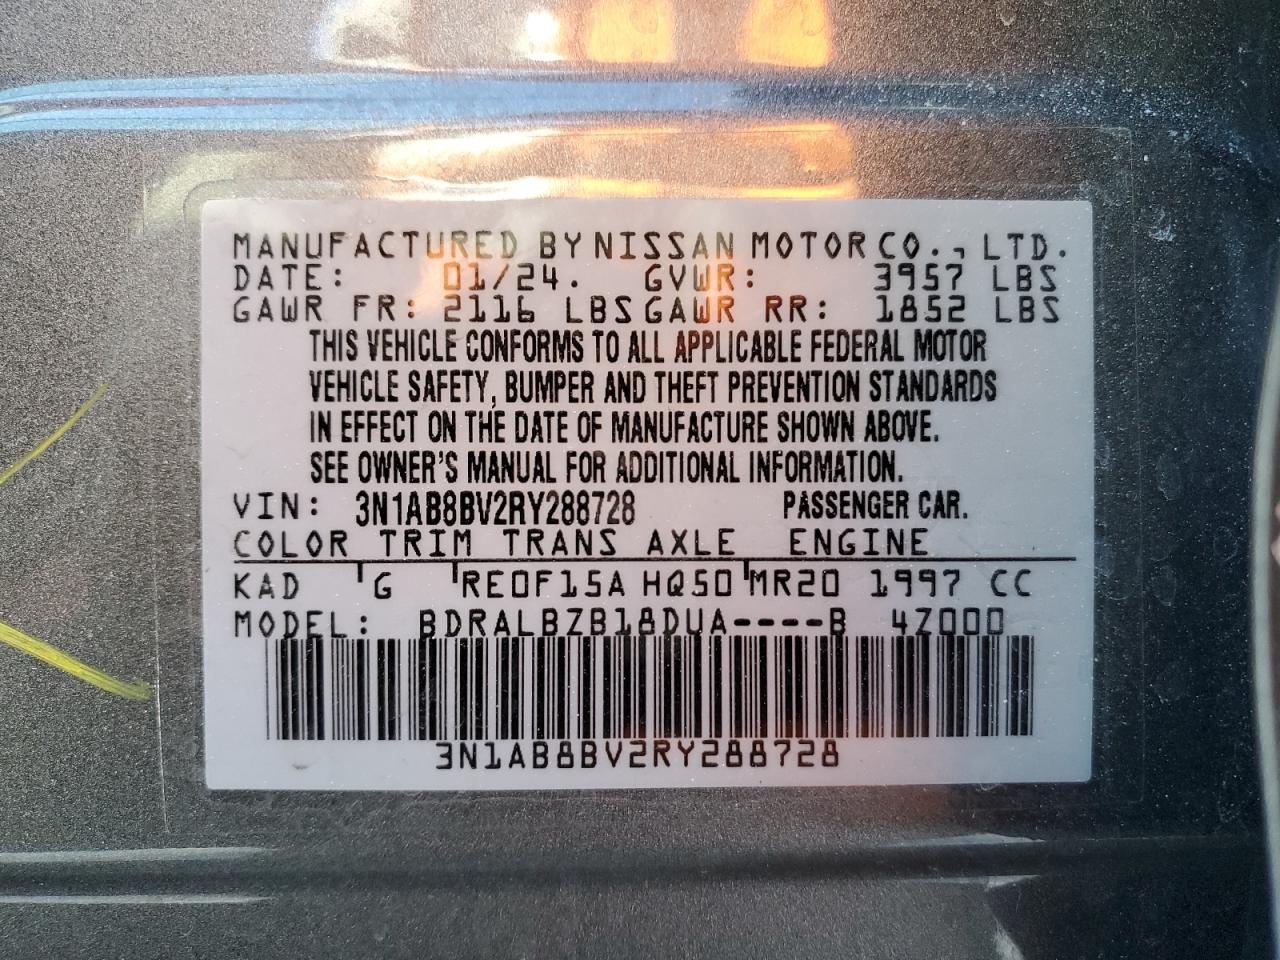 MANUFACTURED BY NISSAN MOTOR CO., LTD.
DATE: 01/24. GVWR: 3957 LBS
GAWR FR: 2116 LBS GAWR RR: 1852 LBS
THIS VEHICLE CONFORMS TO ALL APPLICABLE FEDERAL MOTOR
VEHICLE SAFETY, BUMPER AND THEFT PREVENTION STANDARDS
IN EFFECT ON THE DATE OF MANUFACTURE SHOWN ABOVE.
SEE OWNER'S MANUAL FOR ADDITIONAL INFORMATION.
VIN: 3N1AB8BV2RY288728 PASSENGER CAR.
COLOR TRIM TRANS AXLE ENGINE
KAD G RE0F15A HQ50 MR20 1997 CC
MODEL: BDRALBZB18DUA----B 4Z000
3N1AB8BV2RY288728